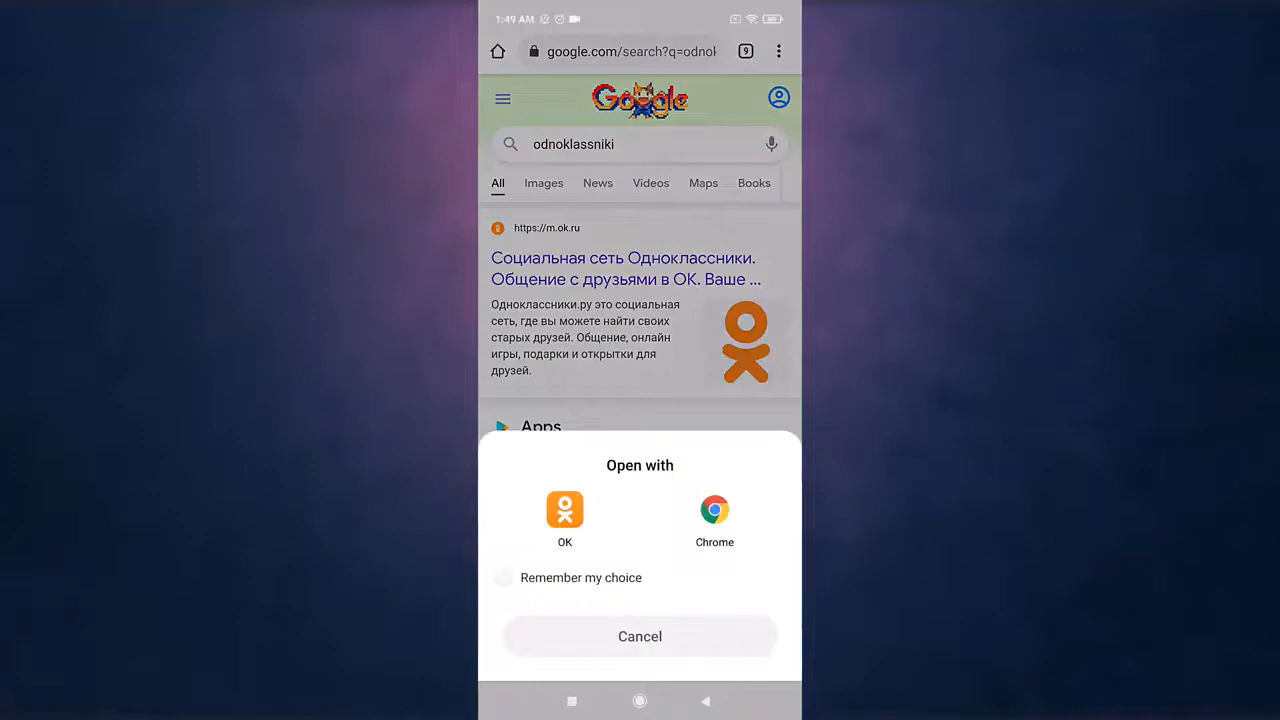 1:49 AM
google.com/search?q=odnok
9
Google
odnoklassniki
All Images News Videos Maps Books
https://m.ok.ru
Социальная сеть Одноклассники.
Общение с друзьями в ОК. Ваше ...
Одноклассники.ру это социальная
сеть, где вы можете найти своих
старых друзей. Общение, онлайн
игры, подарки и открытки для
друзей.
Apps
Open with
OK Chrome
Remember my choice
Cancel